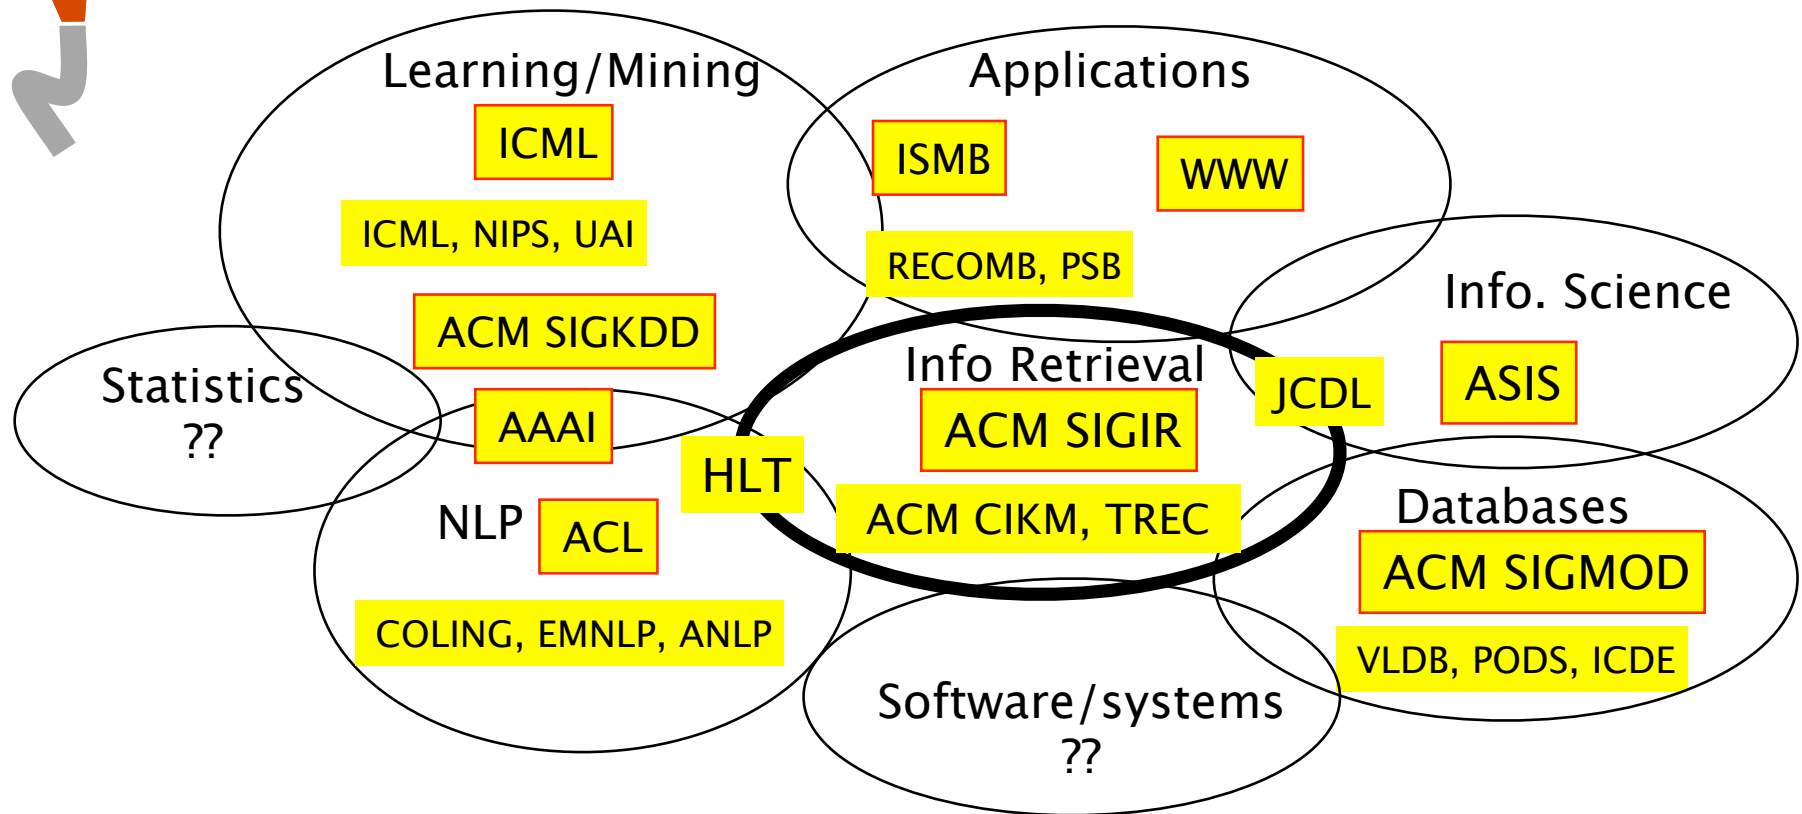 Learning/Mining
ICML
ICML, NIPS, UAI
ACM SIGKDD
Applications
ISMB
WWW
RECOMB, PSB
Info. Science
ASIS
Statistics
??
AAAI
HLT
Info Retrieval
ACM SIGIR
JCDL
ACM CIKM, TREC
NLP
ACL
COLING, EMNLP, ANLP
Databases
ACM SIGMOD
VLDB, PODS, ICDE
Software/systems
??